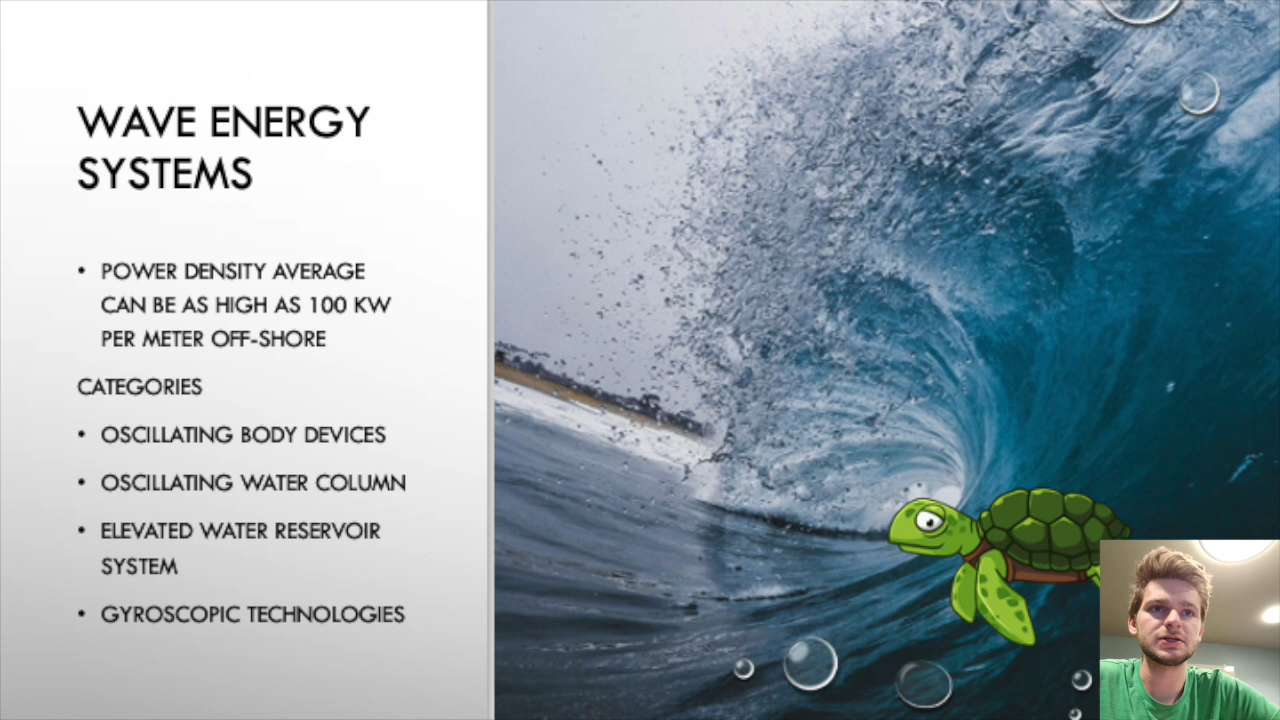 WAVE ENERGY
SYSTEMS
• POWER DENSITY AVERAGE
CAN BE AS HIGH AS 100 KW
PER METER OFF-SHORE
CATEGORIES
• OSCILLATING BODY DEVICES
• OSCILLATING WATER COLUMN
• ELEVATED WATER RESERVOIR
SYSTEM
• GYROSCOPIC TECHNOLOGIES